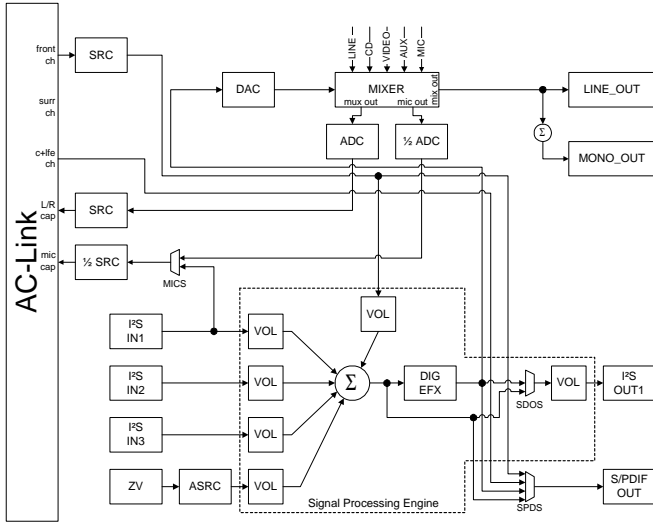 AC-Link
front
ch
surr
ch
c+lfe
ch
L/R
cap
mic
cap
SRC
SRC
½ SRC
MICS
LINE
CD
VIDEO
AUX
MIC
DAC
MIXER
mux out
mic out
mix out
ADC
½ ADC
LINE_OUT
Σ
MONO_OUT
VOL
I²S
IN1
VOL
I²S
IN2
VOL
Σ
DIG
EFX
SDOS
VOL
I²S
OUT1
I²S
IN3
VOL
ZV
ASRC
VOL
Signal Processing Engine
SPDS
S/PDIF
OUT